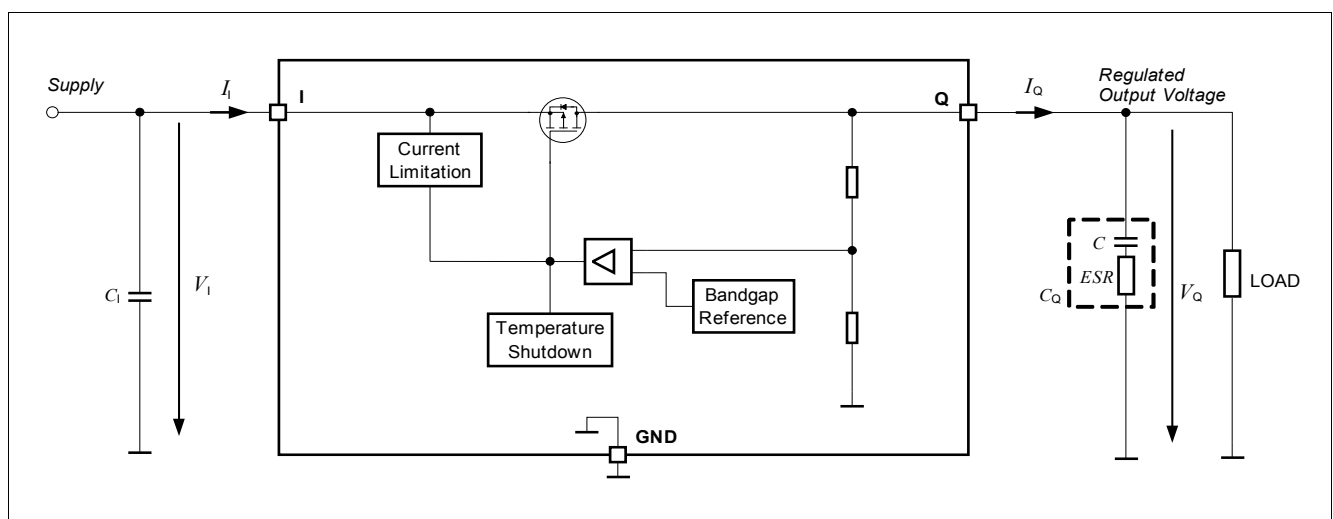 Supply
I_I
I
Q
I_Q
Regulated
Output Voltage
Current
Limitation
C_I
V_I
Bandgap
Reference
Temperature
Shutdown
C
ESR
C_Q
V_Q
LOAD
GND